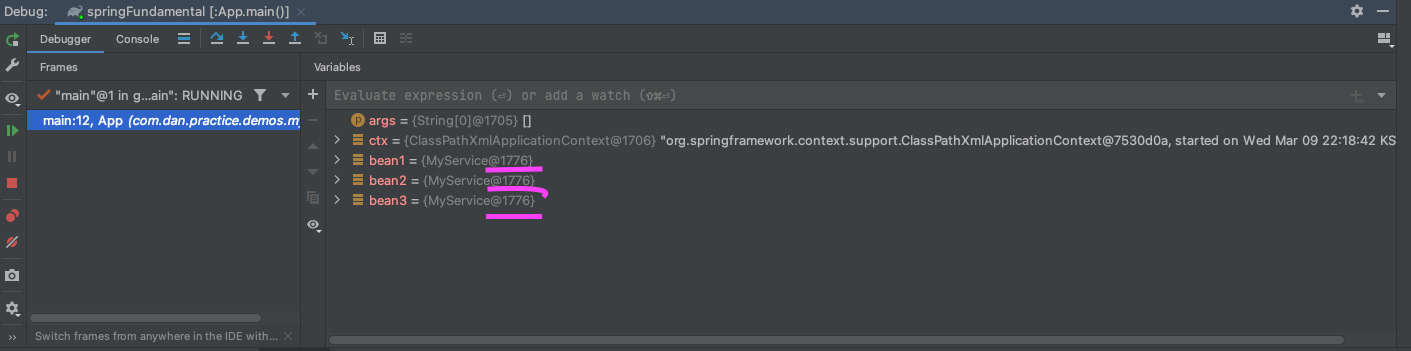 Debug: springFundamental [:App.main()]
Debugger Console
Frames
Variables
"main"@1 in g...ain": RUNNING
Evaluate expression (⏎) or add a watch (⇧⌘⏎)
main:12, App (com.dan.practice.demos.my
p args = {String[0]@1705} []
ctx = {ClassPathXmlApplicationContext@1706} "org.springframework.context.support.ClassPathXmlApplicationContext@7530d0a, started on Wed Mar 09 22:18:42 KS
bean1 = {MyService@1776}
bean2 = {MyService@1776}
bean3 = {MyService@1776}
Switch frames from anywhere in the IDE with...